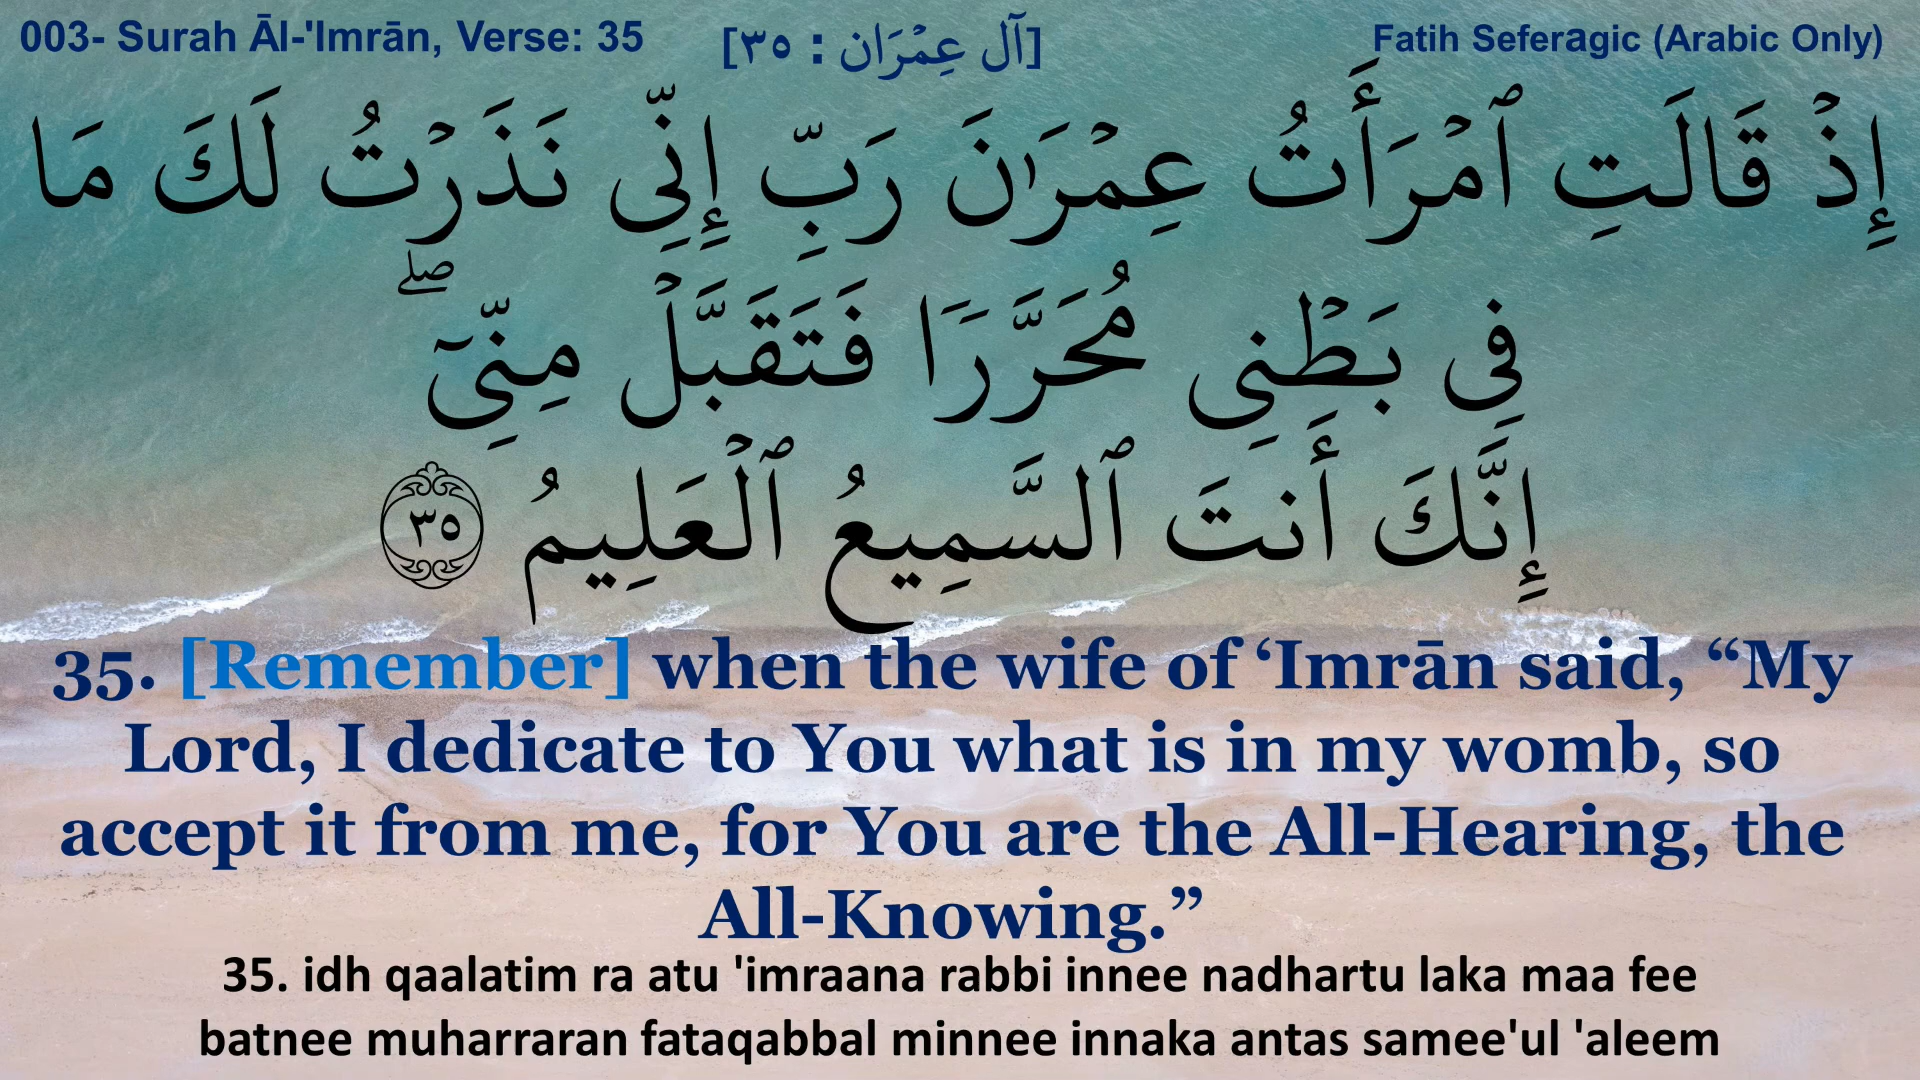 003- Surah Āl-'Imrān, Verse: 35
[آل عِمْرَان : ٣٥]
Fatih Seferagic (Arabic Only)
إِذْ قَالَتِ ٱمْرَأَتُ عِمْرَٰنَ رَبِّ إِنِّى نَذَرْتُ لَكَ مَا
فِى بَطْنِى مُحَرَّرًا فَتَقَبَّلْ مِنِّىٓ ۖ
إِنَّكَ أَنتَ ٱلسَّمِيعُ ٱلْعَلِيمُ ٣٥
35. [Remember] when the wife of ‘Imrān said, “My
Lord, I dedicate to You what is in my womb, so
accept it from me, for You are the All-Hearing, the
All-Knowing.”
35. idh qaalatim ra atu 'imraana rabbi innee nadhartu laka maa fee
batnee muharraran fataqabbal minnee innaka antas samee'ul 'aleem